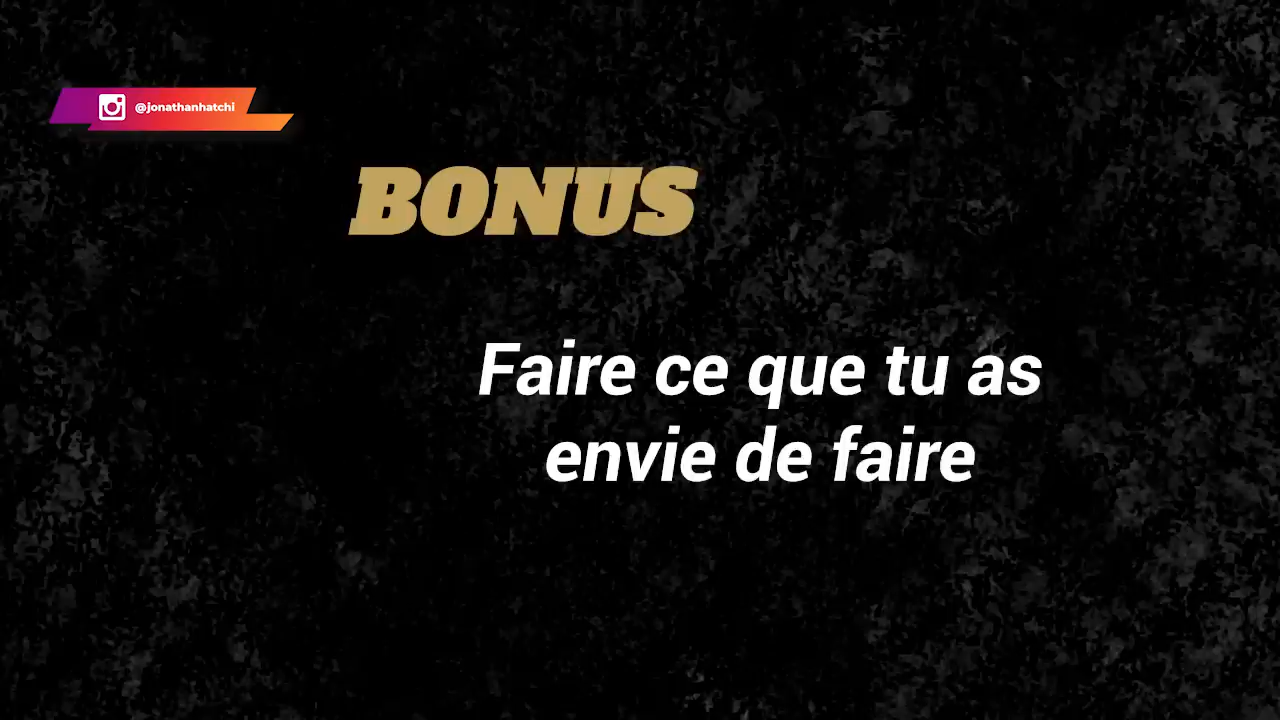 @jonathanhatchi
BONUS
Faire ce que tu as
envie de faire